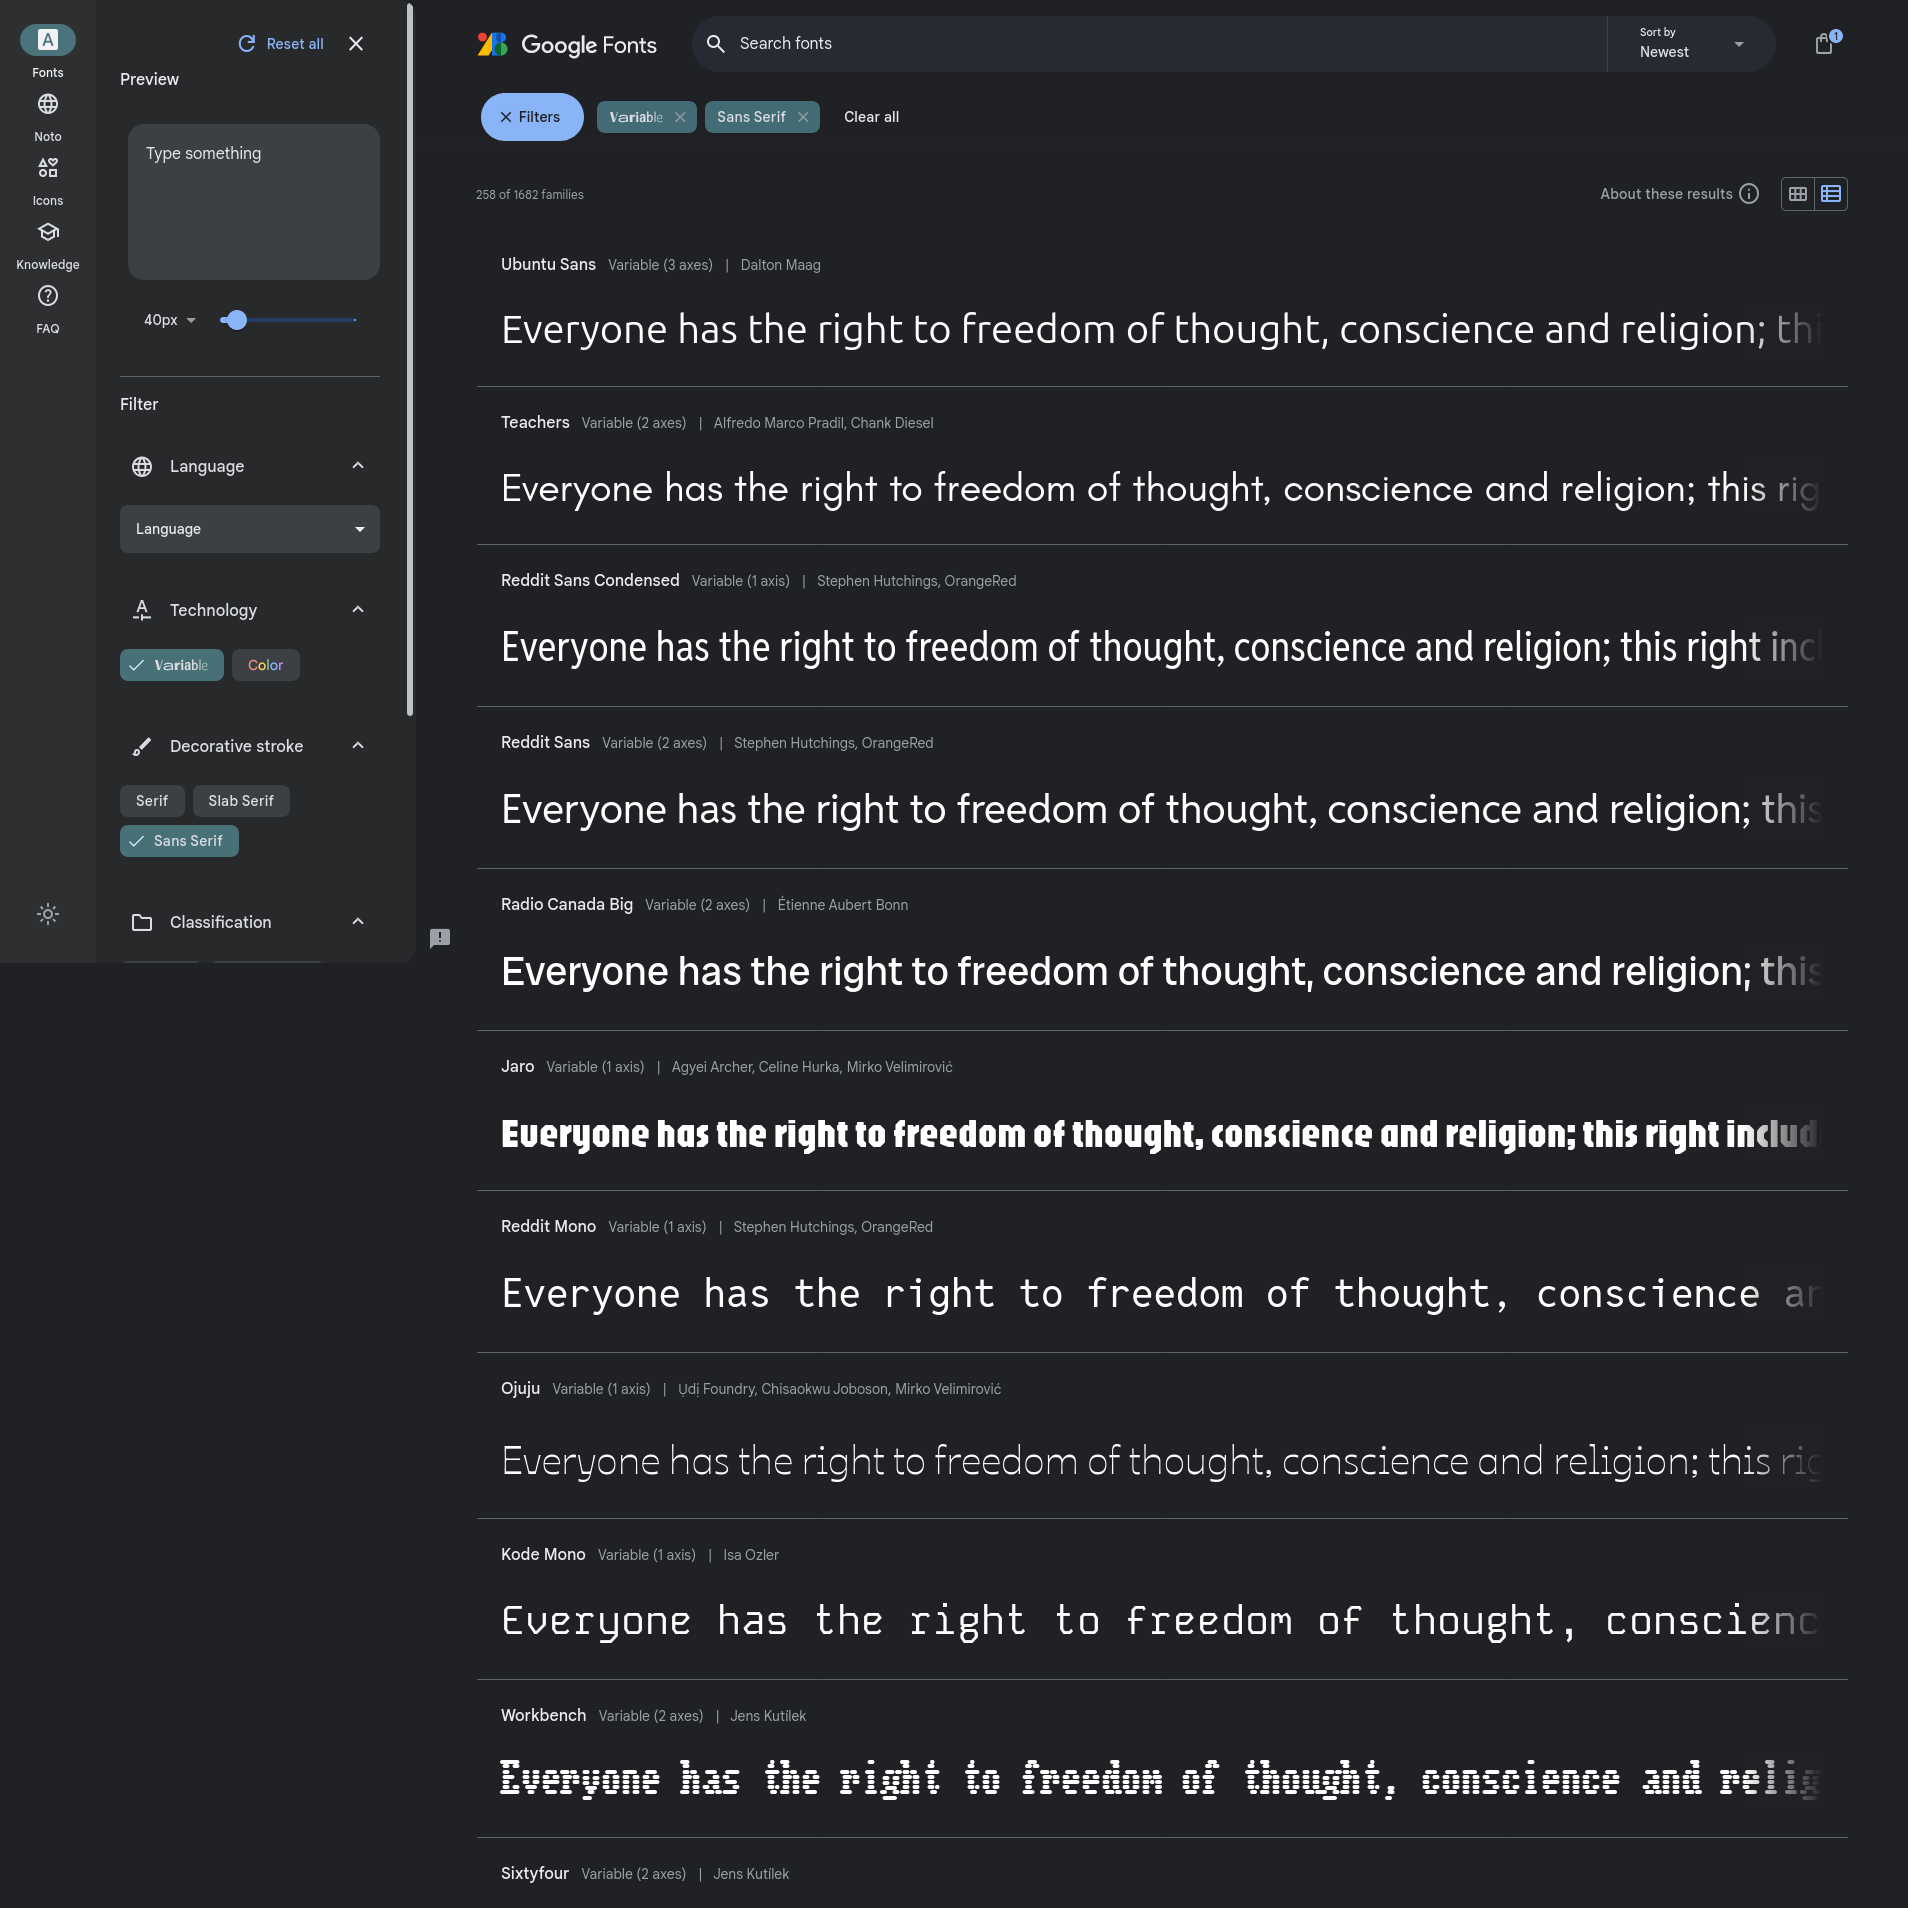 Fonts
Noto
Icons
Knowledge
FAQ
Reset all
Preview
Type something
40px
Filter
Language
Language
Technology
Variable
Color
Decorative stroke
Serif
Slab Serif
Sans Serif
Classification
Google Fonts
Search fonts
Sort by
Newest
1
Filters
Variable
Sans Serif
Clear all
258 of 1682 families
About these results
Ubuntu Sans Variable (3 axes) | Dalton Maag
Everyone has the right to freedom of thought, conscience and religion; thi
Teachers Variable (2 axes) | Alfredo Marco Pradil, Chank Diesel
Everyone has the right to freedom of thought, conscience and religion; this rig
Reddit Sans Condensed Variable (1 axis) | Stephen Hutchings, OrangeRed
Everyone has the right to freedom of thought, conscience and religion; this right incl
Reddit Sans Variable (2 axes) | Stephen Hutchings, OrangeRed
Everyone has the right to freedom of thought, conscience and religion; this
Radio Canada Big Variable (2 axes) | Étienne Aubert Bonn
Everyone has the right to freedom of thought, conscience and religion; this
Jaro Variable (1 axis) | Agyei Archer, Celine Hurka, Mirko Velimirović
Everyone has the right to freedom of thought, conscience and religion; this right includ
Reddit Mono Variable (1 axis) | Stephen Hutchings, OrangeRed
Everyone has the right to freedom of thought, conscience an
Ojuju Variable (1 axis) | Ụdị Foundry, Chisaokwu Joboson, Mirko Velimirović
Everyone has the right to freedom of thought, conscience and religion; this rig
Kode Mono Variable (1 axis) | Isa Ozler
Everyone has the right to freedom of thought, conscienc
Workbench Variable (2 axes) | Jens Kutílek
Everyone has the right to freedom of thought, conscience and relig
Sixtyfour Variable (2 axes) | Jens Kutílek